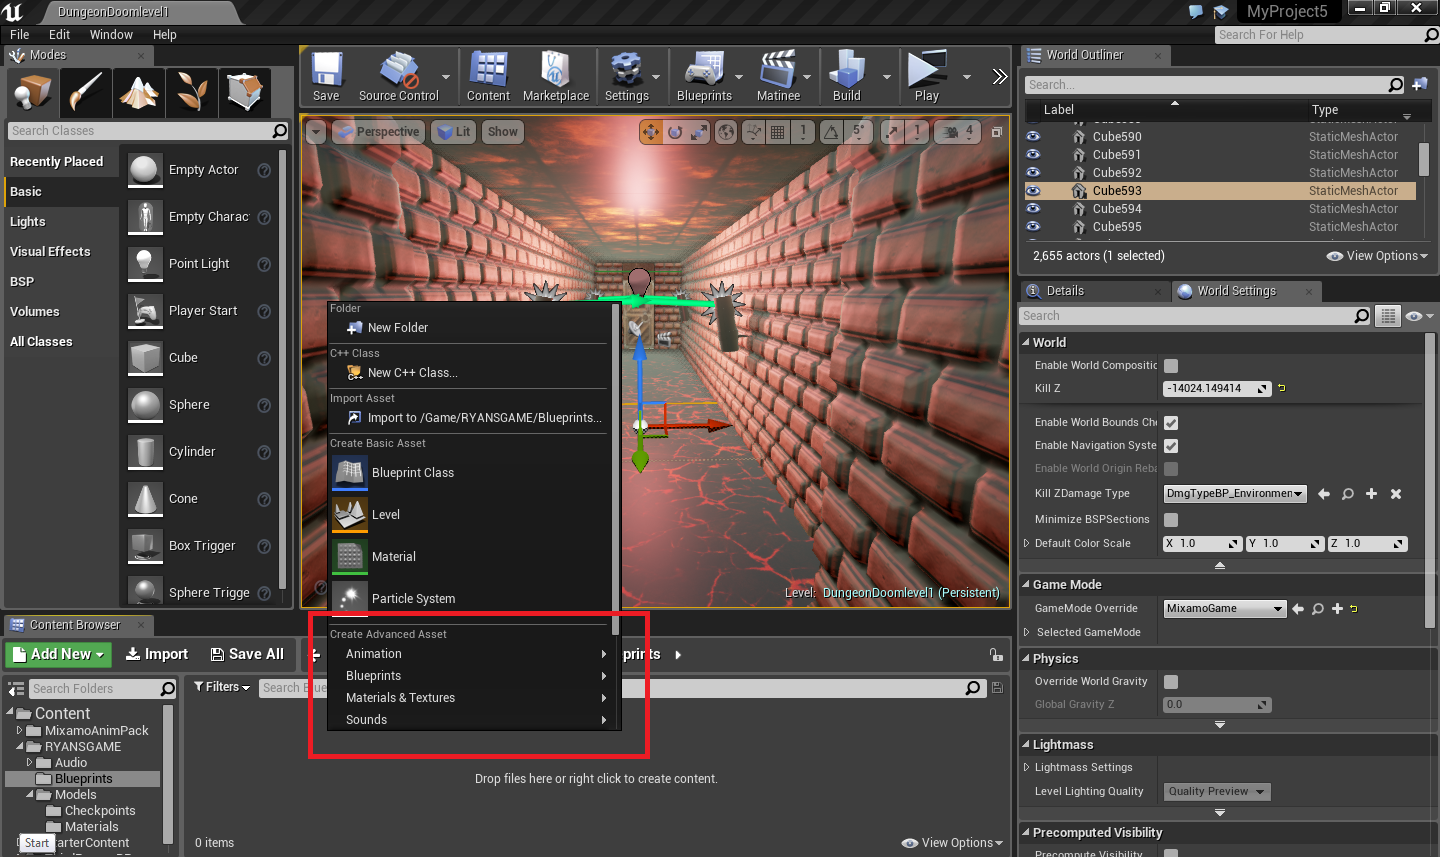 DungeonDoomlevel1
MyProject5
File Edit Window Help
Search For Help
Modes
Search Classes
Recently Placed
Basic
Lights
Visual Effects
BSP
Volumes
All Classes
Empty Actor
Empty Charac
Point Light
Player Start
Cube
Sphere
Cylinder
Cone
Box Trigger
Sphere Trigge
Save
Source Control
Content
Marketplace
Settings
Blueprints
Matinee
Build
Play
Perspective
Lit
Show
1
5°
1
4
Level: DungeonDoomlevel1 (Persistent)
Folder
New Folder
C++ Class
New C++ Class...
Import Asset
Import to /Game/RYANSGAME/Blueprints...
Create Basic Asset
Blueprint Class
Level
Material
Particle System
Create Advanced Asset
Animation
Blueprints
Materials & Textures
Sounds
World Outliner
Search...
Label Type
Cube590 StaticMeshActor
Cube591 StaticMeshActor
Cube592 StaticMeshActor
Cube593 StaticMeshActor
Cube594 StaticMeshActor
Cube595 StaticMeshActor
2,655 actors (1 selected)
View Options
Details
World Settings
Search
World
Enable World Compositio
Kill Z -14024.149414
Enable World Bounds Che
Enable Navigation Syste
Enable World Origin Reba
Kill ZDamage Type DmgTypeBP_Environmen
Minimize BSPSections
Default Color Scale X 1.0 Y 1.0 Z 1.0
Game Mode
GameMode Override MixamoGame
Selected GameMode
Physics
Override World Gravity
Global Gravity Z 0.0
Lightmass
Lightmass Settings
Level Lighting Quality Quality Preview
Precomputed Visibility
Precompute Visibility
Content Browser
Add New
Import
Save All
prints
Search Folders
Filters
Search Blue
Content
MixamoAnimPack
RYANSGAME
Audio
Blueprints
Models
Checkpoints
Materials
tarterContent
Start
Drop files here or right click to create content.
0 items
View Options